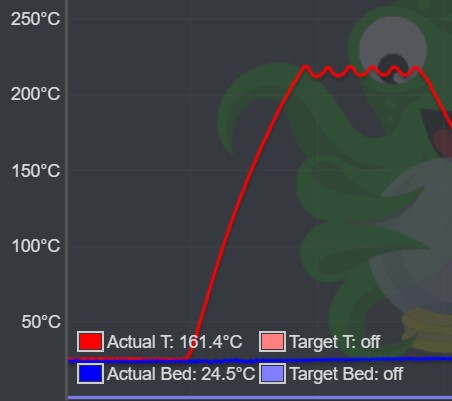 250°C
200°C
150°C
100°C
50°C
Actual T: 161.4°C Target T: off
Actual Bed: 24.5°C Target Bed: off